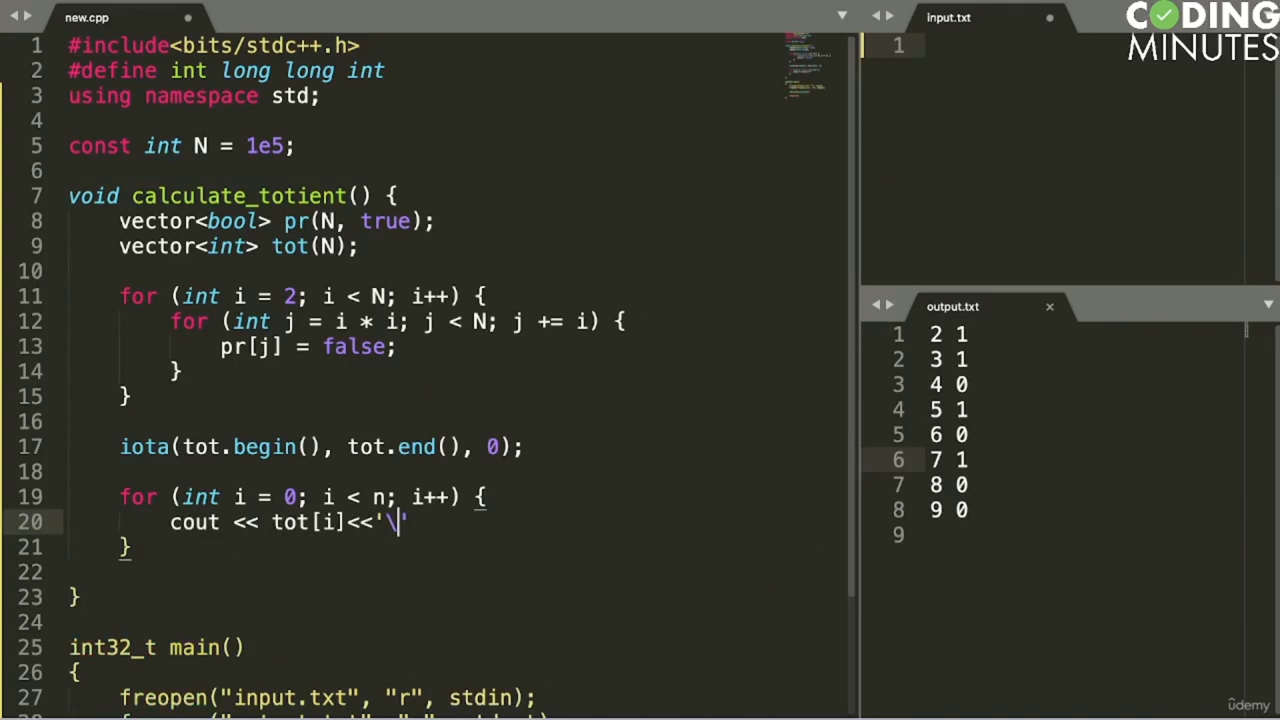 new.cpp
1 #include<bits/stdc++.h>
2 #define int long long int
3 using namespace std;
4
5 const int N = 1e5;
6
7 void calculate_totient() {
8 vector<bool> pr(N, true);
9 vector<int> tot(N);
10
11 for (int i = 2; i < N; i++) {
12 for (int j = i * i; j < N; j += i) {
13 pr[j] = false;
14 }
15 }
16
17 iota(tot.begin(), tot.end(), 0);
18
19 for (int i = 0; i < n; i++) {
20 cout << tot[i]<<'\'
21 }
22
23 }
24
25 int32_t main()
26 {
27 freopen("input.txt", "r", stdin);
Input.txt
1
CODING
MINUTES
output.txt
1 2 1
2 3 1
3 4 0
4 5 1
5 6 0
6 7 1
7 8 0
8 9 0
9
ûdemy